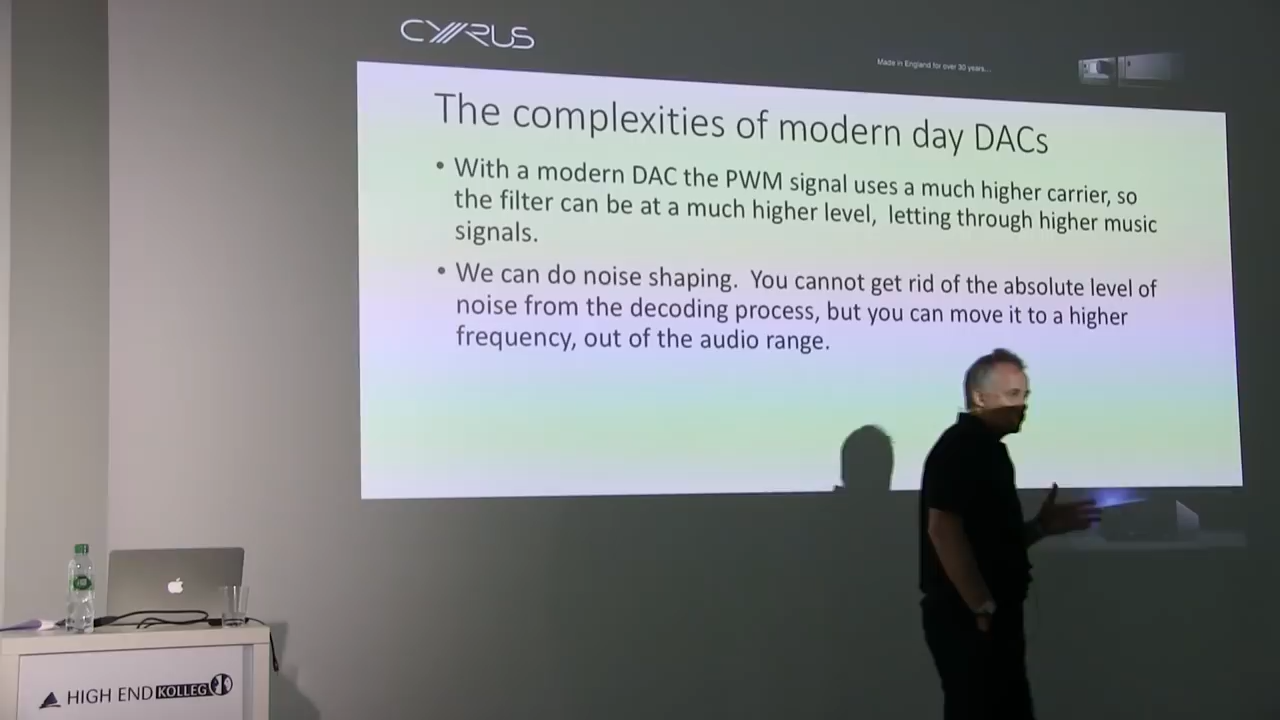 CYRUS
Made in England for over 30 years...
The complexities of modern day DACs
• With a modern DAC the PWM signal uses a much higher carrier, so
the filter can be at a much higher level, letting through higher music
signals.
• We can do noise shaping. You cannot get rid of the absolute level of
noise from the decoding process, but you can move it to a higher
frequency, out of the audio range.
HIGH END KOLLEG